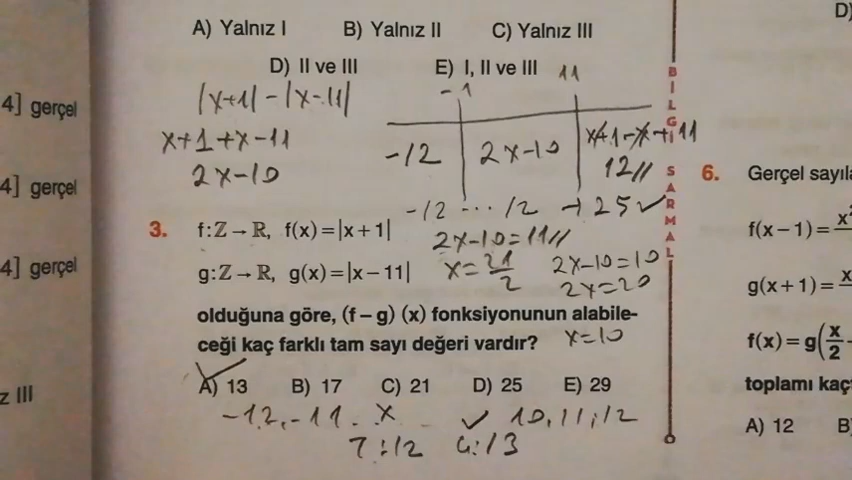 D)
A) Yalnız I B) Yalnız II C) Yalnız III
D) II ve III E) I, II ve III
|x+1| - |x-11|
x+1+x-11
2x-10
-1 11
-12 2x-10 x+1-x+11
12//
-12 ... 12 → 25 ✓
2x-10=11//
x=21/2
2x-10=10
2x=20
x=10
4] gerçel
4] gerçel
4] gerçel
z III
3. f:ℤ→ℝ, f(x)=|x+1|
g:ℤ→ℝ, g(x)=|x-11|
olduğuna göre, (f-g) (x) fonksiyonunun alabile-
ceği kaç farklı tam sayı değeri vardır?
A) 13 B) 17 C) 21 D) 25 E) 29
-12, -11 . x ✓ 10, 11, 12
T : 12 Ç : 13
BİLGİ SARMAL
6. Gerçel
f(x-1)=
g(x+1)=
f(x)=g(x/2
toplamı
A) 12 B